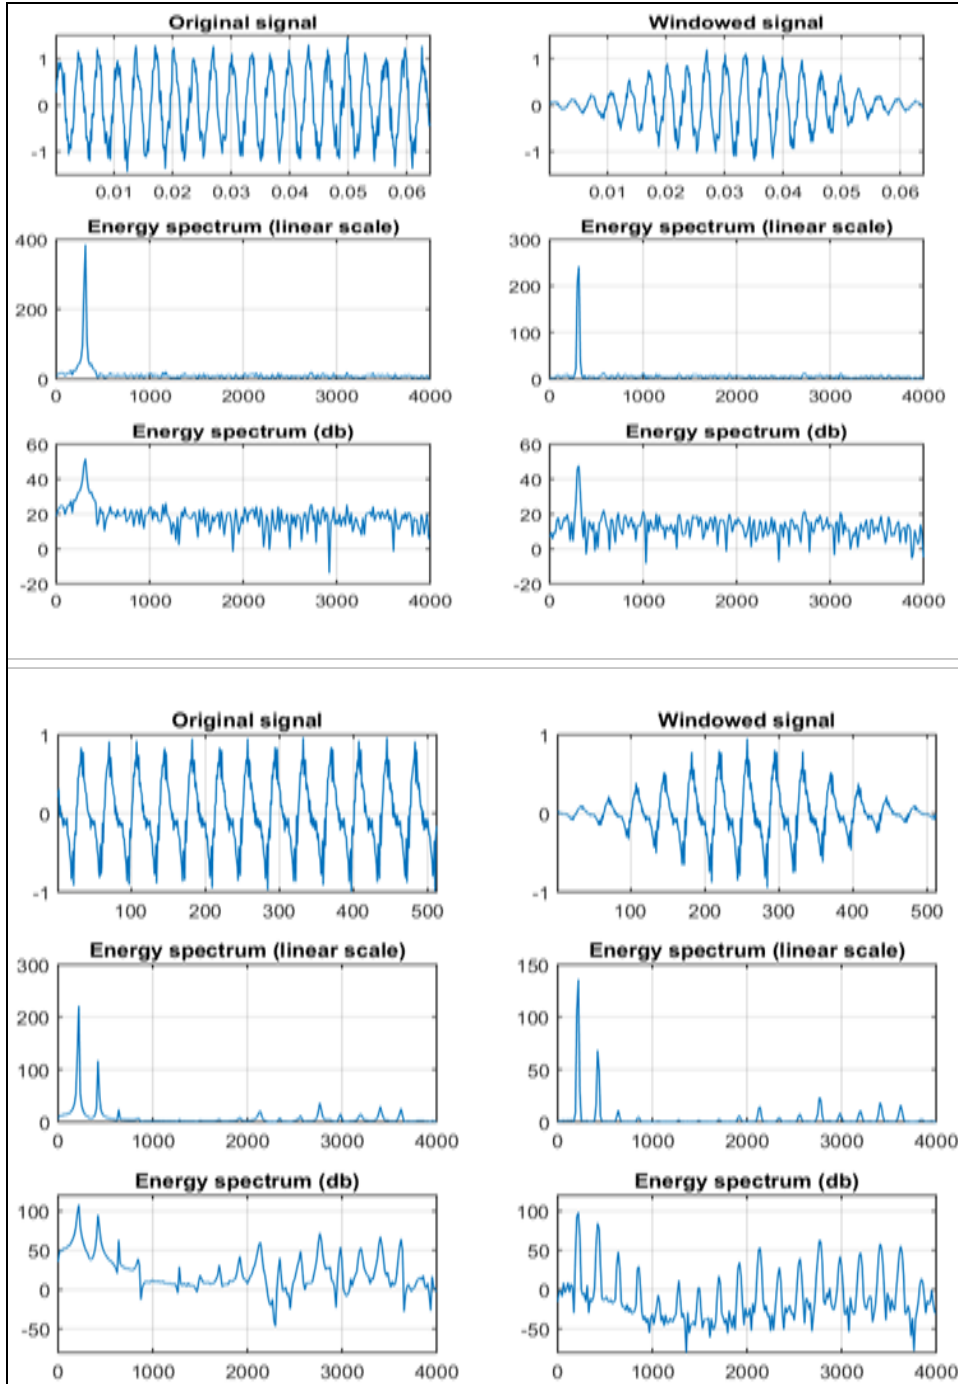 Original signal Windowed signal
1 1
0 0
-1 -1
0.01 0.02 0.03 0.04 0.05 0.06 0.01 0.02 0.03 0.04 0.05 0.06
Energy spectrum (linear scale) Energy spectrum (linear scale)
400 300
200
200 100
0 0
0 1000 2000 3000 4000 0 1000 2000 3000 4000
Energy spectrum (db) Energy spectrum (db)
60 60
40 40
20 20
0 0
-20 -20
0 1000 2000 3000 4000 0 1000 2000 3000 4000
Original signal Windowed signal
1 1
0 0
-1 -1
100 200 300 400 500 100 200 300 400 500
Energy spectrum (linear scale) Energy spectrum (linear scale)
300 150
200 100
100 50
0 0
0 1000 2000 3000 4000 0 1000 2000 3000 4000
Energy spectrum (db) Energy spectrum (db)
100 100
50 50
0 0
-50 -50
0 1000 2000 3000 4000 0 1000 2000 3000 4000